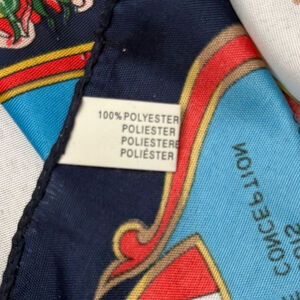 100% POLYESTER
POLIESTER
POLIESTERE
POLIÉSTER
CONCEPTION